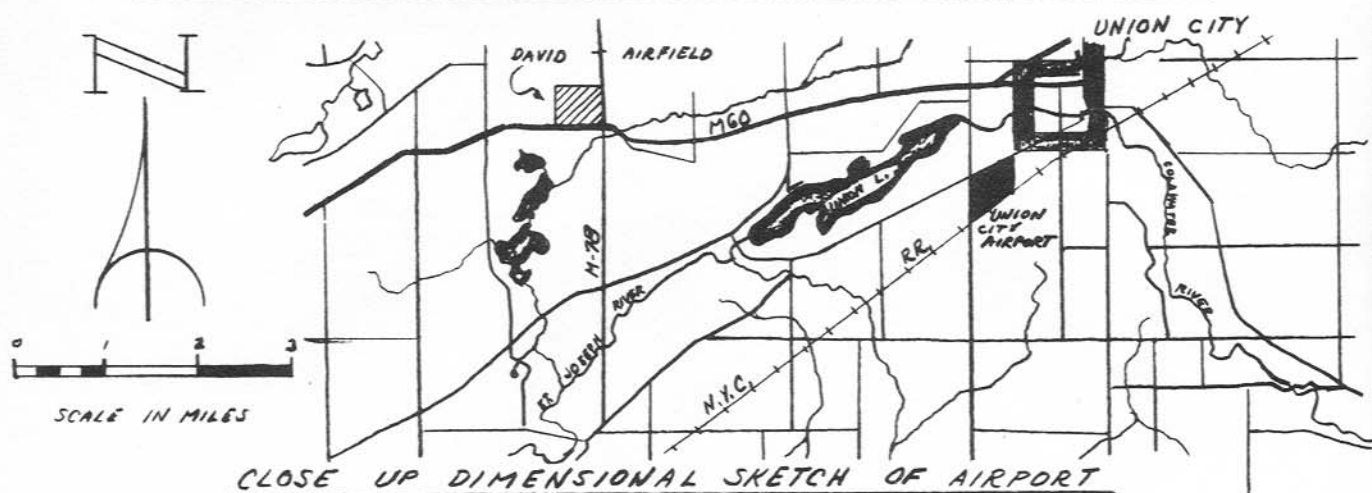 N
UNION CITY
DAVID AIRFIELD
M60
UNION L.
UNION
CITY
AIRPORT
COLDWATER
RIVER
M-78
RR,
RIVER
JOSEPH
N.Y.C.
0 1 2 3
SCALE IN MILES
CLOSE UP DIMENSIONAL SKETCH OF AIRPORT